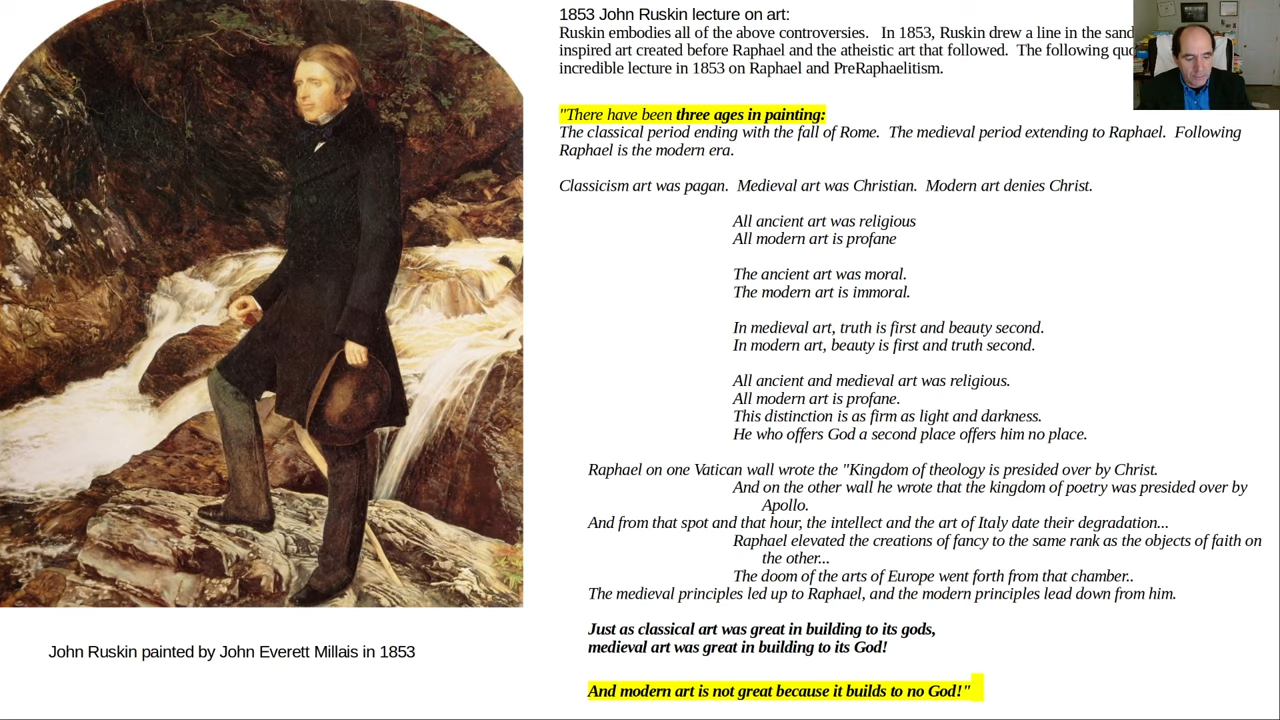 1853 John Ruskin lecture on art:
Ruskin embodies all of the above controversies.   In 1853, Ruskin drew a line in the sand
inspired art created before Raphael and the atheistic art that followed.  The following
incredible lecture in 1853 on Raphael and PreRaphaelitism.
"There have been three ages in painting:
The classical period ending with the fall of Rome.  The medieval period extending to Raphael.  Following
Raphael is the modern era.
Classicism art was pagan.  Medieval art was Christian.  Modern art denies Christ.
All ancient art was religious
All modern art is profane
The ancient art was moral.
The modern art is immoral.
In medieval art, truth is first and beauty second.
In modern art, beauty is first and truth second.
All ancient and medieval art was religious.
All modern art is profane.
This distinction is as firm as light and darkness.
He who offers God a second place offers him no place.
Raphael on one Vatican wall wrote the "Kingdom of theology is presided over by Christ.
And on the other wall he wrote that the kingdom of poetry was presided over by
Apollo.
And from that spot and that hour, the intellect and the art of Italy date their degradation...
Raphael elevated the creations of fancy to the same rank as the objects of faith on
the other...
The doom of the arts of Europe went forth from that chamber..
The medieval principles led up to Raphael, and the modern principles lead down from him.
Just as classical art was great in building to its gods,
medieval art was great in building to its God!
And modern art is not great because it builds to no God!"
John Ruskin painted by John Everett Millais in 1853